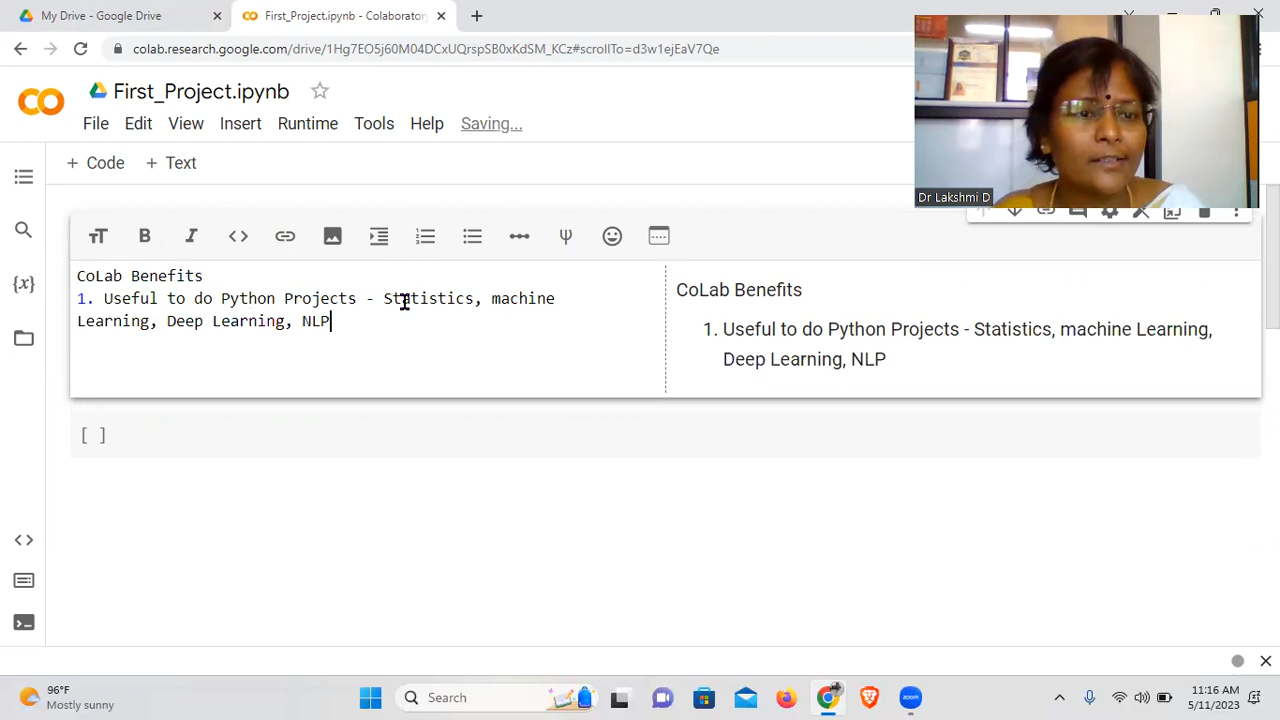 My Drive - Google Drive
First_Project.ipynb - Colaboratory
colab.research.google.com/drive/1Hg7EO5j60M04DCxUQrspSB0xKdSM_KCz#scrollTo=d3w1ejEaV7Qe
First_Project.ipynb
File Edit View Insert Runtime Tools Help Saving...
+ Code + Text
Dr Lakshmi D
CoLab Benefits
1. Useful to do Python Projects - Statistics, machine
Learning, Deep Learning, NLP
CoLab Benefits
1. Useful to do Python Projects - Statistics, machine Learning,
Deep Learning, NLP
[ ]
96°F
Mostly sunny
Search
zoom
11:16 AM
5/11/2023